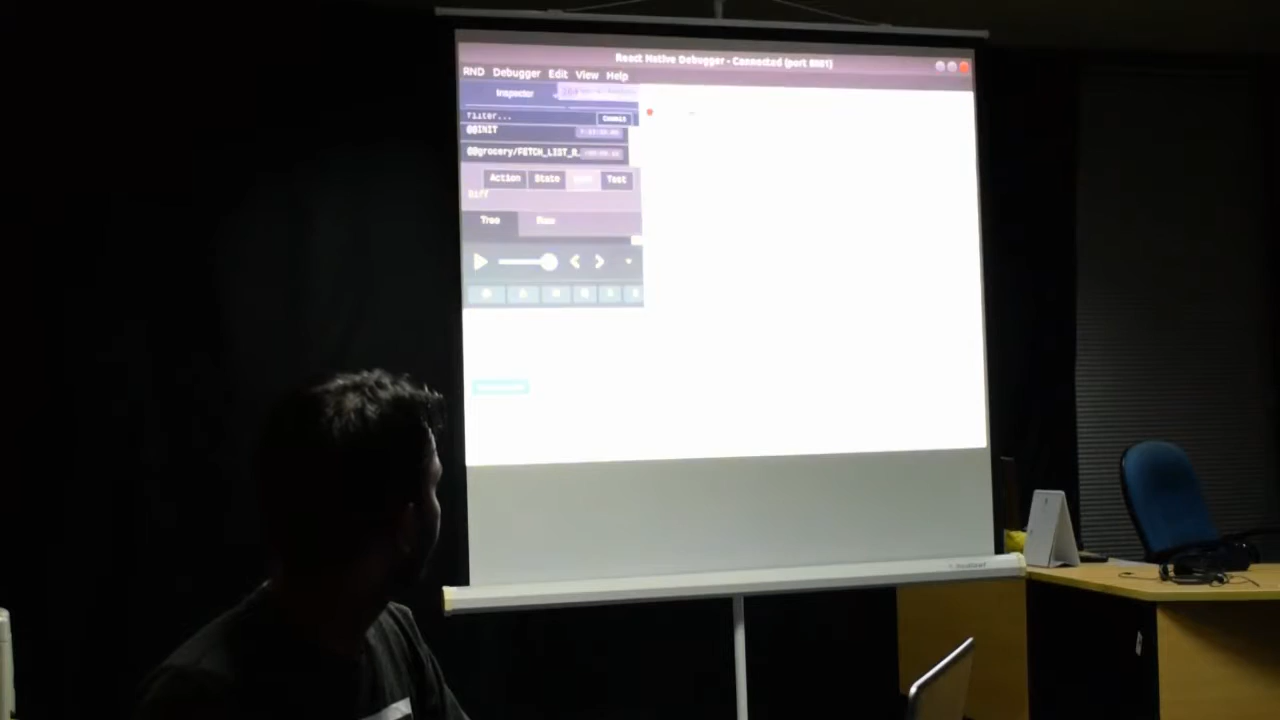 React Native Debugger - Connected (port 8081)
RND Debugger Edit View Help
Inspector
filter...
Commit
@@INIT
@@grocery/FETCH_LIST_R..
Action State Test
Diff
Tree Raw